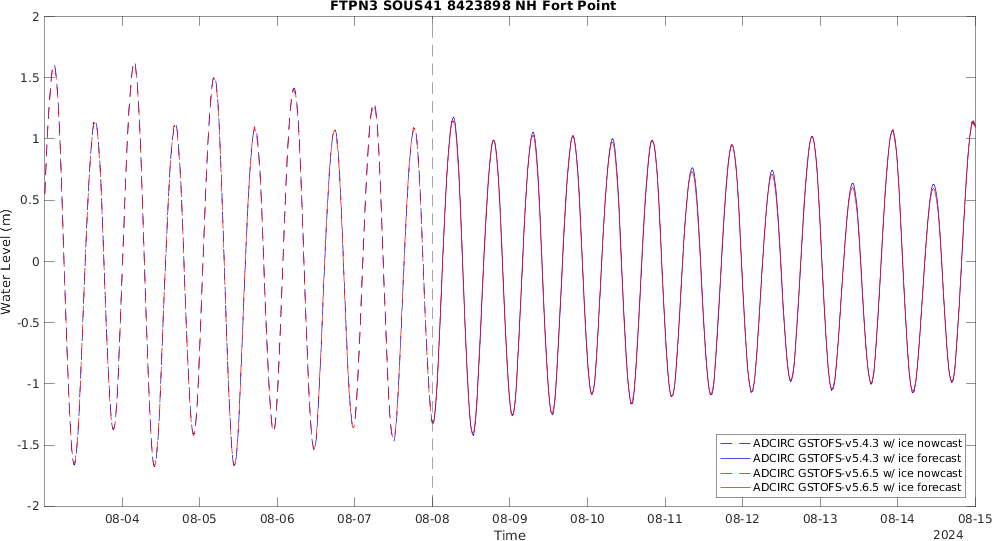 FTPN3 SOUS41 8423898 NH Fort Point
2
1.5
1
0.5
0
-0.5
-1
-1.5
-2
Water Level (m)
08-04 08-05 08-06 08-07 08-08 08-09 08-10 08-11 08-12 08-13 08-14 08-15
Time
2024
ADCIRC GSTOFS-v5.4.3 w/ ice nowcast
ADCIRC GSTOFS-v5.4.3 w/ ice forecast
ADCIRC GSTOFS-v5.6.5 w/ ice nowcast
ADCIRC GSTOFS-v5.6.5 w/ ice forecast